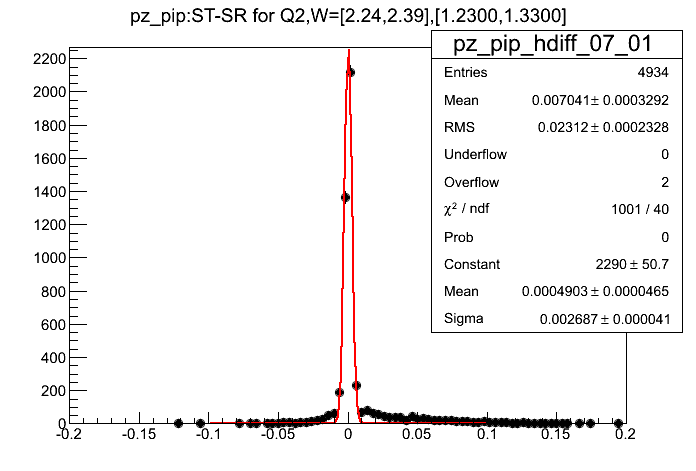 pz_pip:ST-SR for Q2,W=[2.24,2.39],[1.2300,1.3300]
pz_pip_hdiff_07_01
Entries 4934
Mean 0.007041± 0.0003292
RMS 0.02312± 0.0002328
Underflow 0
Overflow 2
χ² / ndf 1001 / 40
Prob 0
Constant 2290 ± 50.7
Mean 0.0004903± 0.0000465
Sigma 0.002687± 0.000041
2200
2000
1800
1600
1400
1200
1000
800
600
400
200
0
-0.2 -0.15 -0.1 -0.05 0 0.05 0.1 0.15 0.2